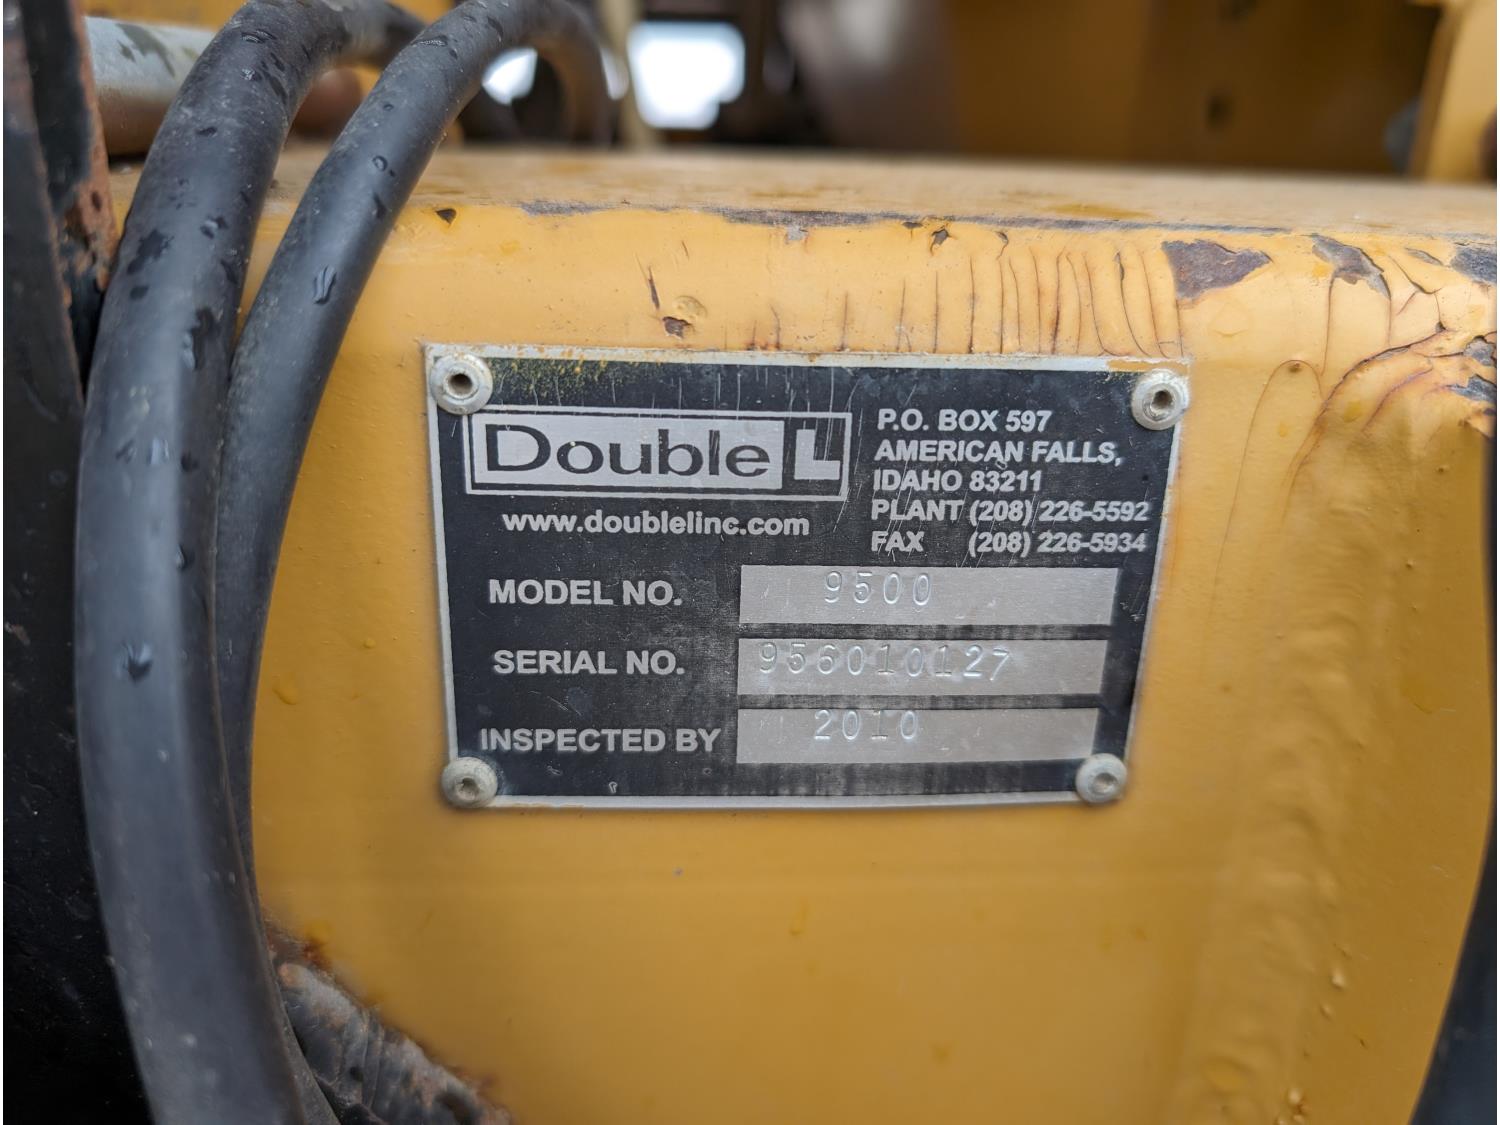 Double L
www.doublelinc.com
P.O. BOX 597
AMERICAN FALLS,
IDAHO 83211
PLANT (208) 226-5592
FAX (208) 226-5934
MODEL NO. 9500
SERIAL NO. 956010127
INSPECTED BY 2010